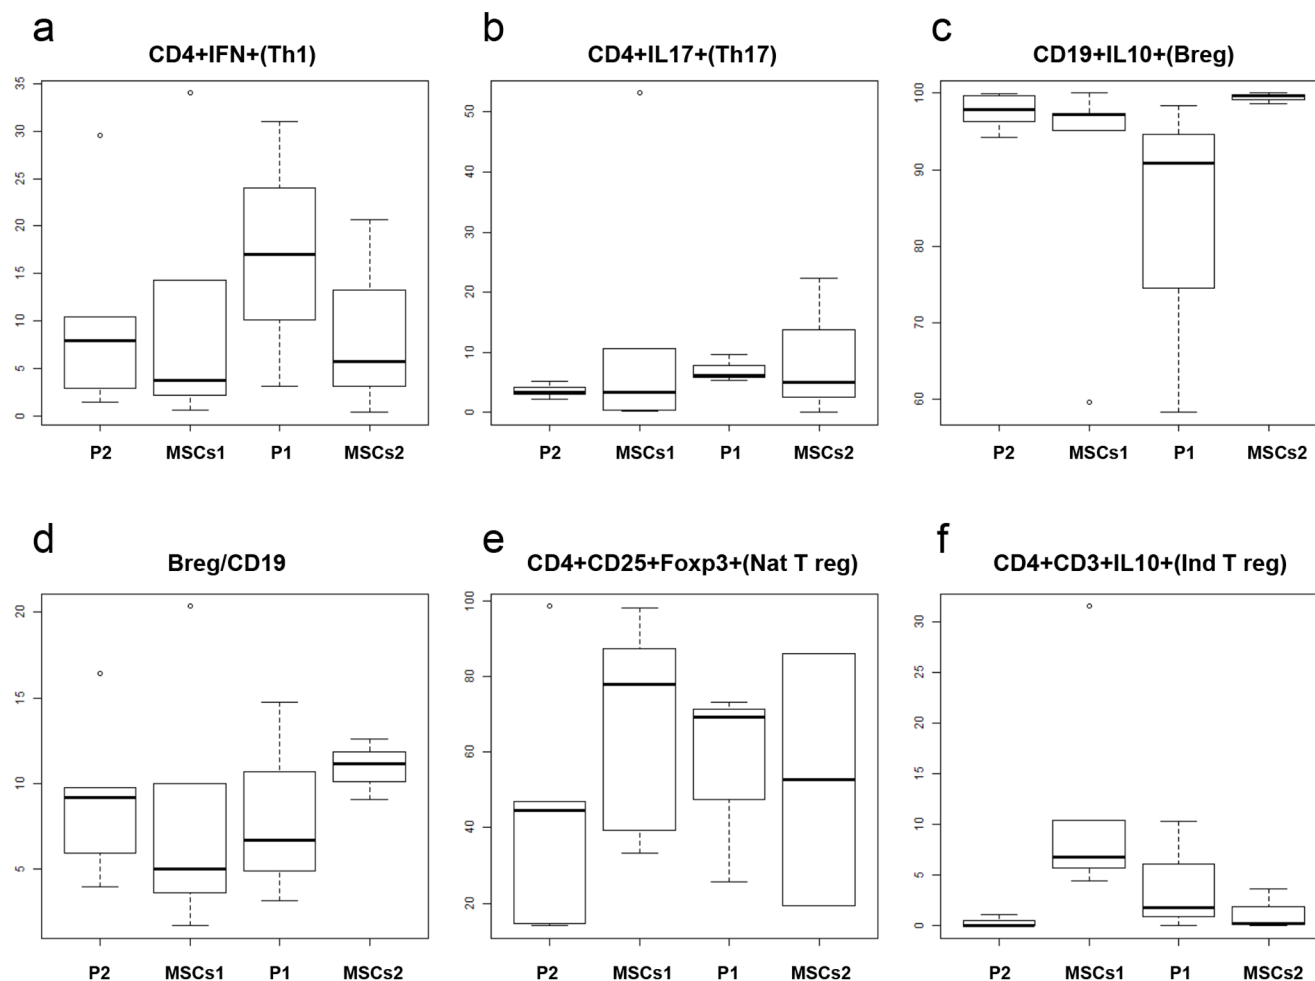 a
CD4+IFN+(Th1)
35
30
25
20
15
10
5
0
P2 MSCs1 P1 MSCs2
b
CD4+IL17+(Th17)
50
40
30
20
10
0
P2 MSCs1 P1 MSCs2
c
CD19+IL10+(Breg)
100
90
80
70
60
P2 MSCs1 P1 MSCs2
d
Breg/CD19
20
15
10
5
P2 MSCs1 P1 MSCs2
e
CD4+CD25+Foxp3+(Nat T reg)
100
80
60
40
20
P2 MSCs1 P1 MSCs2
f
CD4+CD3+IL10+(Ind T reg)
30
25
20
15
10
5
0
P2 MSCs1 P1 MSCs2